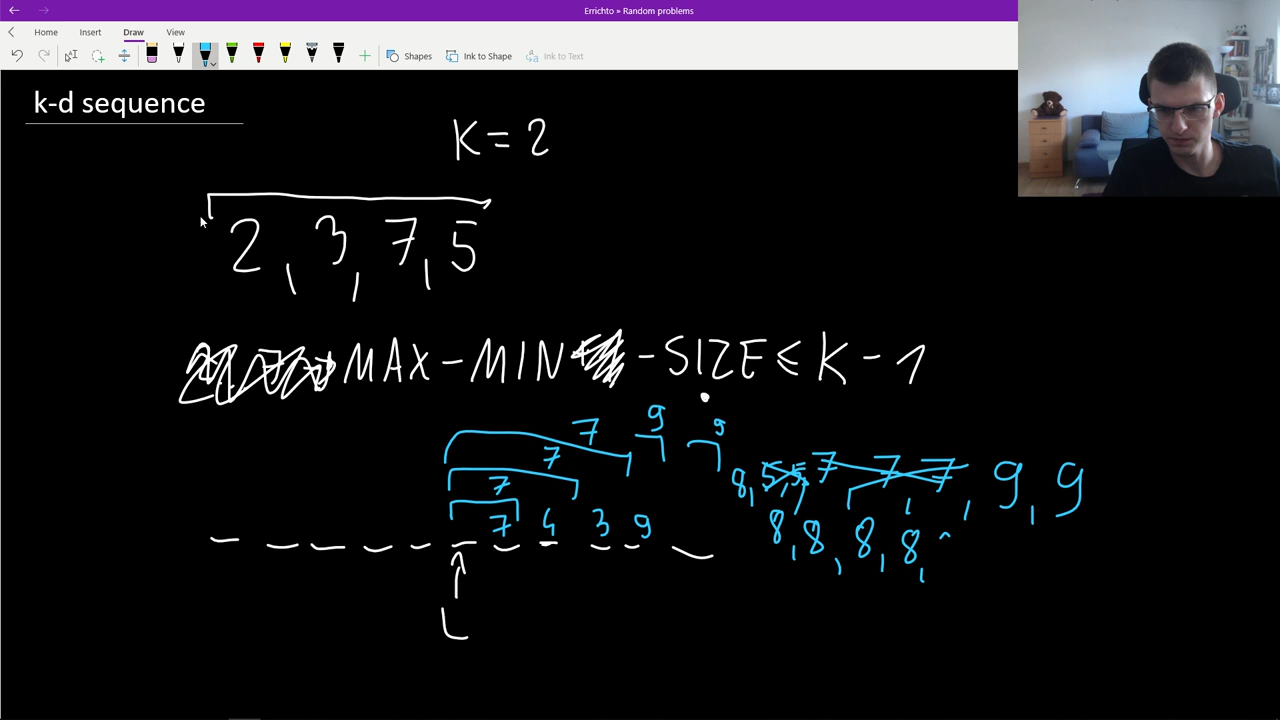 Errichto » Random problems
Home Insert Draw View
Shapes Ink to Shape Ink to Text
k-d sequence
K = 2
2, 3, 7, 5
MAX - MIN - SIZE ≤ K - 1
7 9 9
7
7
8, 5, 5, 7 7, 7, 9, 9
7 4 3 9
8, 8, 8, 8,
L